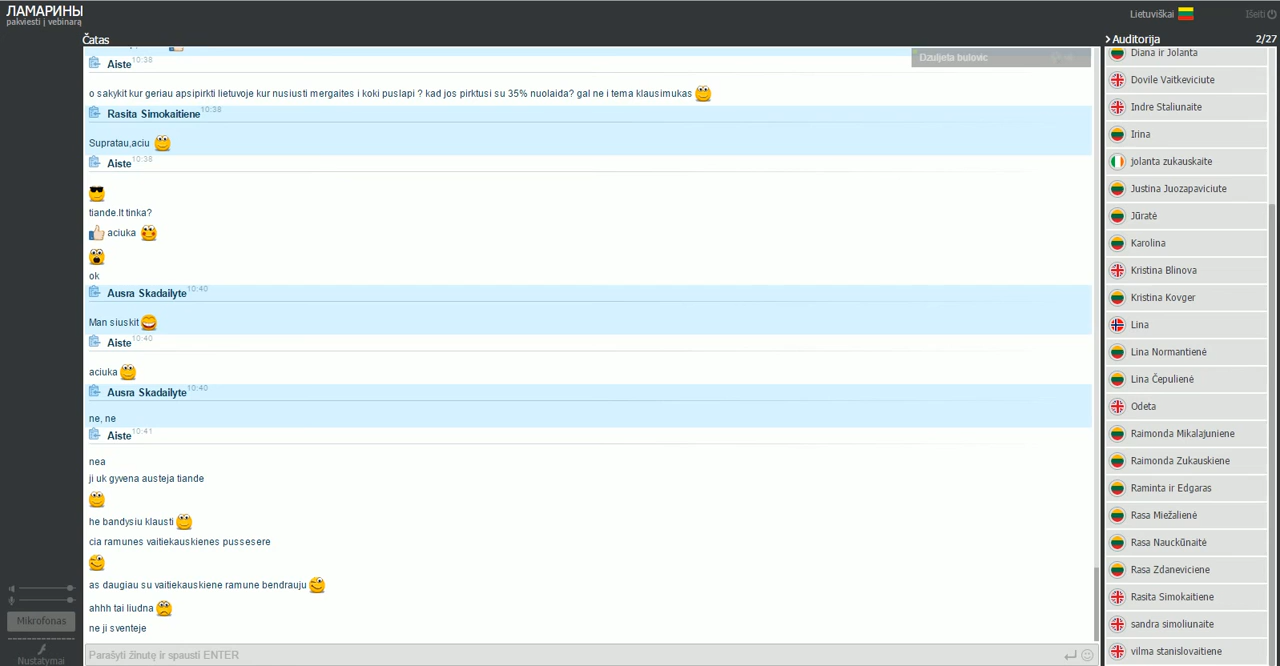 ЛАМАРИНЫ
pakviesti į vebinarą
Lietuviškai
Išeiti
Čatas
Auditorija 2/27
Dzuljeta bulovic
Aiste 10:38
o sakykit kur geriau apsipirkti lietuvoje kur nusiusti mergaites i koki puslapi ? kad jos pirktusi su 35% nuolaida? gal ne i tema klausimukas
Rasita Simokaitiene 10:38
Supratau,aciu
Aiste 10:38
tiande.lt tinka?
aciuka
ok
Ausra Skadailyte 10:40
Man siuskit
Aiste 10:40
aciuka
Ausra Skadailyte 10:40
ne, ne
Aiste 10:41
nea
ji uk gyvena austeja tiande
he bandysiu klausti
cia ramunes vaitiekauskienes pussesere
as daugiau su vaitiekauskiene ramune bendrauju
ahhh tai liudna
ne ji sventeje
Parašyti žinutę ir spausti ENTER
Mikrofonas
Nustatymai
Diana ir Jolanta
Dovile Vaitkeviciute
Indre Staliunaite
Irina
jolanta zukauskaite
Justina Juozapaviciute
Jūratė
Karolina
Kristina Blinova
Kristina Kovger
Lina
Lina Normantienė
Lina Čepulienė
Odeta
Raimonda Mikalajuniene
Raimonda Zukauskiene
Raminta ir Edgaras
Rasa Miežalienė
Rasa Nauckūnaitė
Rasa Zdaneviciene
Rasita Simokaitiene
sandra simoliunaite
vilma stanislovaitiene